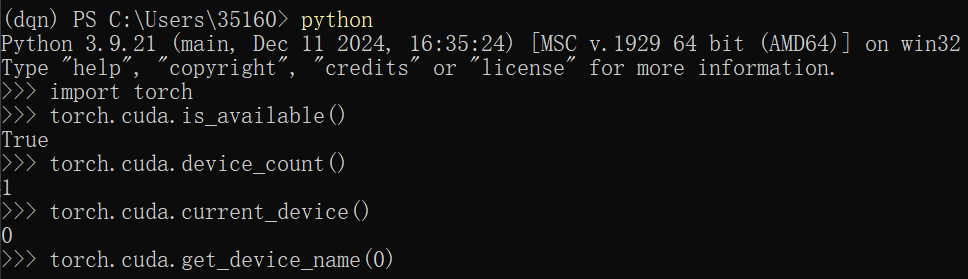 (dqn) PS C:\Users\35160> python
Python 3.9.21 (main, Dec 11 2024, 16:35:24) [MSC v.1929 64 bit (AMD64)] on win32
Type "help", "copyright", "credits" or "license" for more information.
>>> import torch
>>> torch.cuda.is_available()
True
>>> torch.cuda.device_count()
1
>>> torch.cuda.current_device()
0
>>> torch.cuda.get_device_name(0)